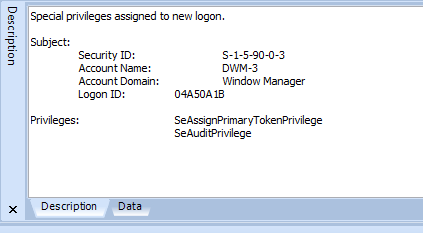 Description
Special privileges assigned to new logon.
Subject:
Security ID: S-1-5-90-0-3
Account Name: DWM-3
Account Domain: Window Manager
Logon ID: 04A50A1B
Privileges: SeAssignPrimaryTokenPrivilege
SeAuditPrivilege
Description Data